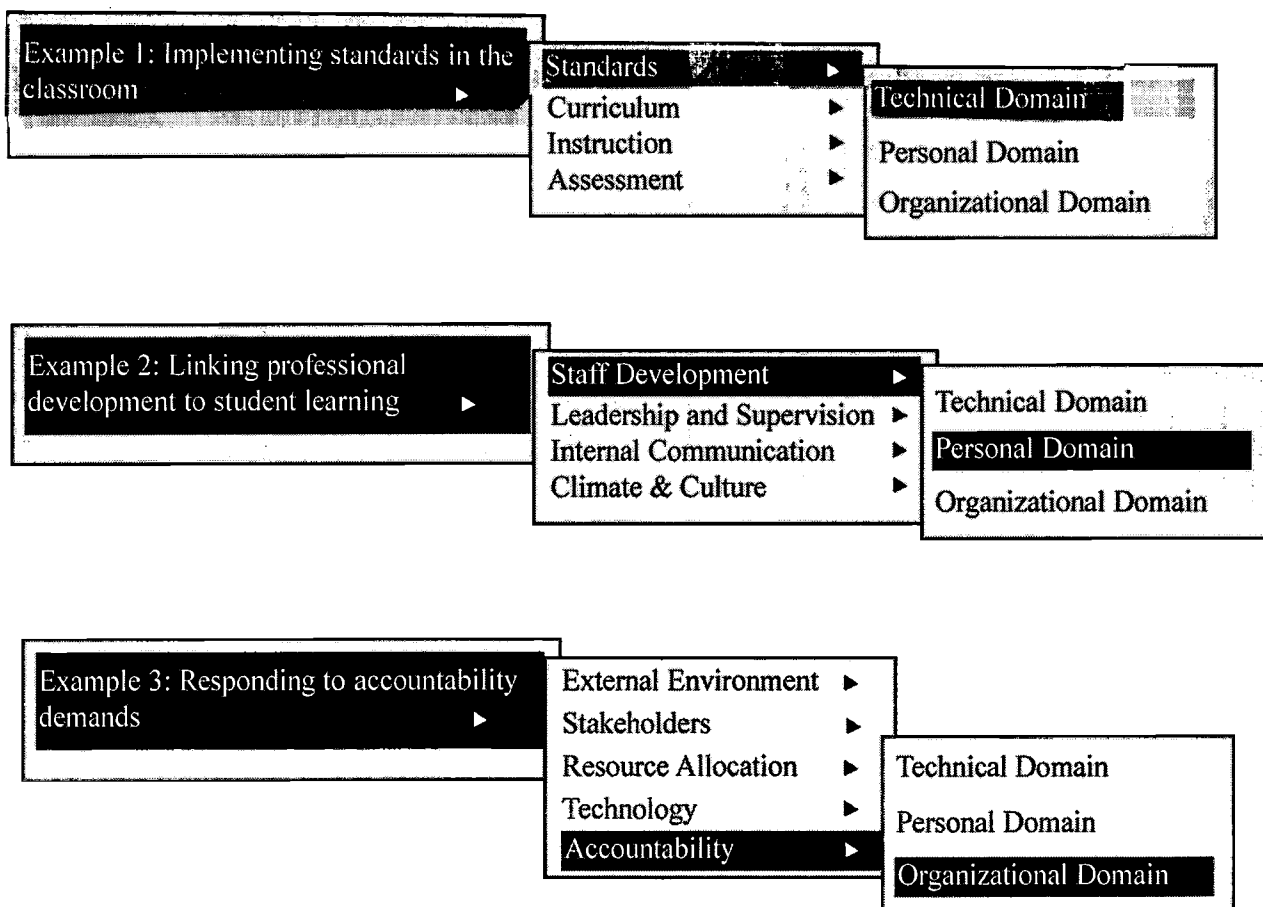 Example 1: Implementing standards in the
classroom
Standards
Curriculum
Instruction
Assessment
Technical Domain
Personal Domain
Organizational Domain
Example 2: Linking professional
development to student learning
Staff Development
Leadership and Supervision
Internal Communication
Climate & Culture
Technical Domain
Personal Domain
Organizational Domain
Example 3: Responding to accountability
demands
External Environment
Stakeholders
Resource Allocation
Technology
Accountability
Technical Domain
Personal Domain
Organizational Domain